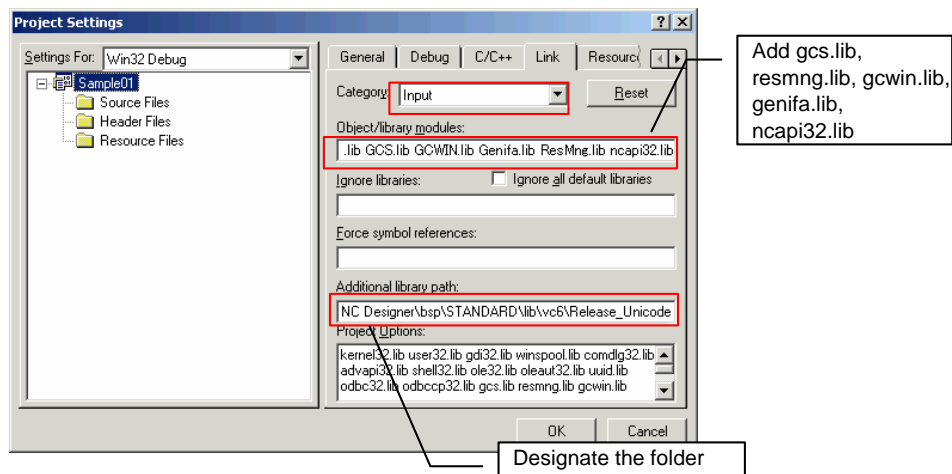 Project Settings
Settings For: Win32 Debug
Sample01
Source Files
Header Files
Resource Files
General Debug C/C++ Link Resourc
Category: Input Reset
Object/library modules:
.lib GCS.lib GCWIN.lib Genifa.lib ResMng.lib ncapi32.lib
Ignore libraries: Ignore all default libraries
Force symbol references:
Additional library path:
NC Designer\bsp\STANDARD\lib\vc6\Release_Unicode
Project Options:
kernel32.lib user32.lib gdi32.lib winspool.lib comdlg32.lib
advapi32.lib shell32.lib ole32.lib oleaut32.lib uuid.lib
odbc32.lib odbccp32.lib gcs.lib resmng.lib gcwin.lib
OK Cancel
Add gcs.lib,
resmng.lib, gcwin.lib,
genifa.lib,
ncapi32.lib
Designate the folder